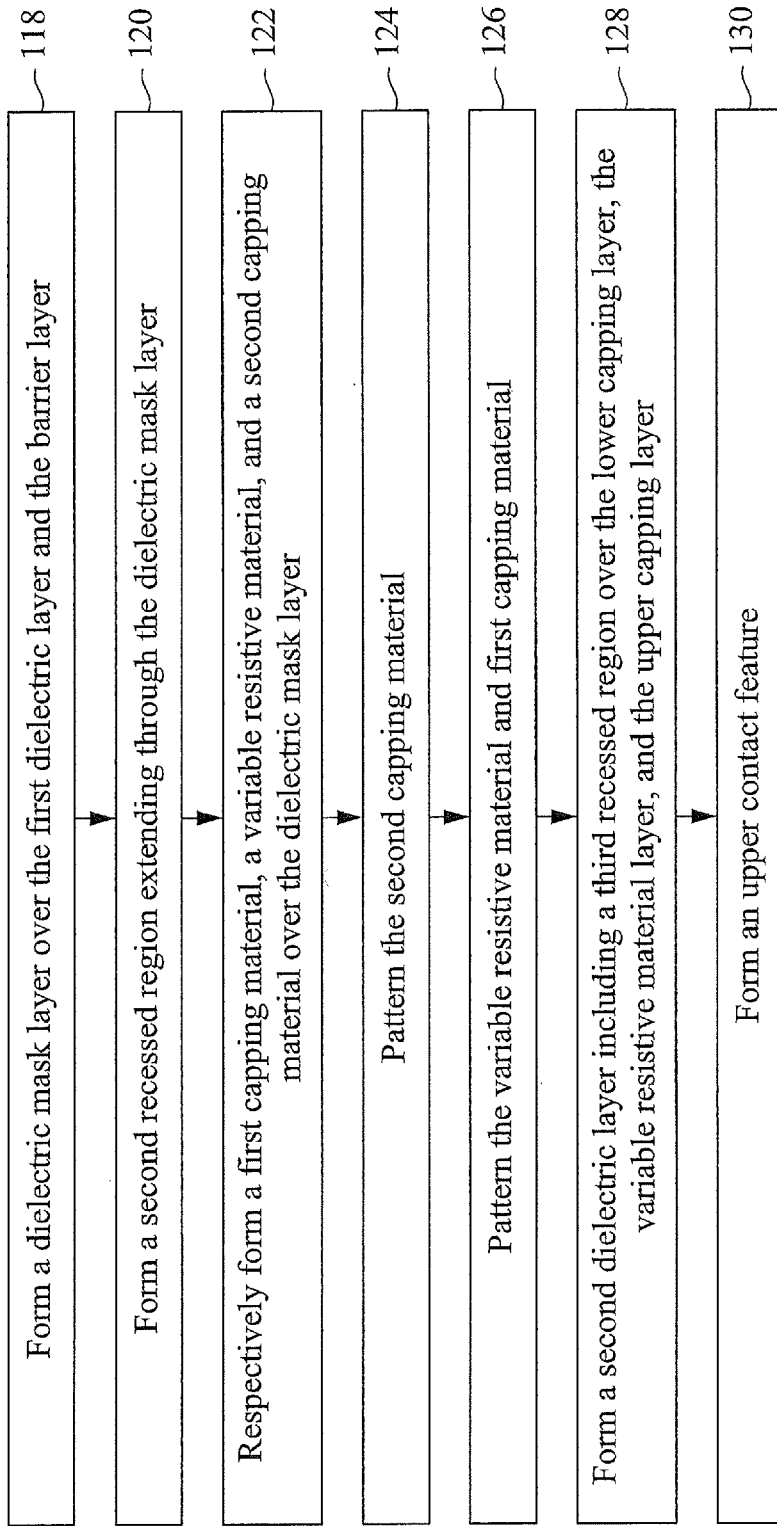 Form a dielectric mask layer over the first dielectric layer and the barrier layer
118
Form a second recessed region extending through the dielectric mask layer
120
Respectively form a first capping material, a variable resistive material, and a second capping
material over the dielectric mask layer
122
Pattern the second capping material
124
Pattern the variable resistive material and first capping material
126
Form a second dielectric layer including a third recessed region over the lower capping layer, the
variable resistive material layer, and the upper capping layer
128
Form an upper contact feature
130